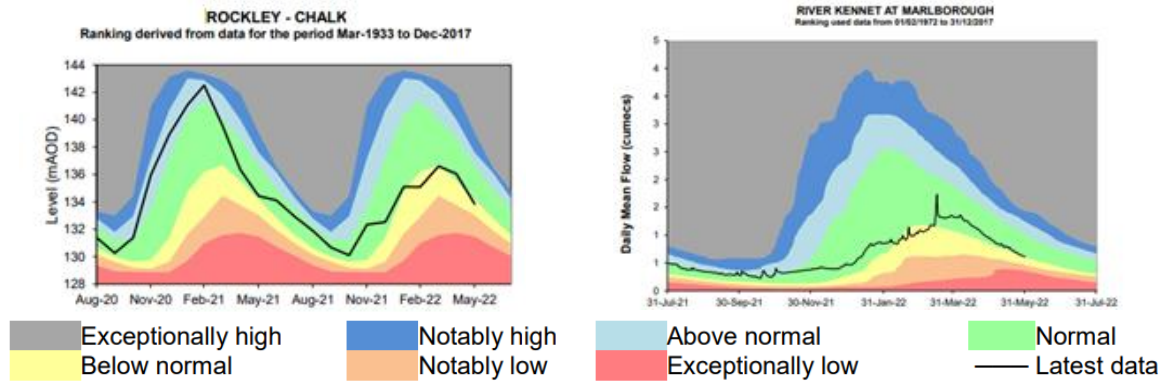 ROCKLEY - CHALK
Ranking derived from data for the period Mar-1933 to Dec-2017
Level (mAOD)
144
142
140
138
136
134
132
130
128
Aug-20 Nov-20 Feb-21 May-21 Aug-21 Nov-21 Feb-22 May-22
RIVER KENNET AT MARLBOROUGH
Ranking used data from 01/02/1972 to 31/12/2017
Daily Mean Flow (cumecs)
5
4
4
3
3
2
2
1
1
0
31-Jul-21 30-Sep-21 30-Nov-21 31-Jan-22 31-Mar-22 31-May-22 31-Jul-22
Exceptionally high Notably high Above normal Normal
Below normal Notably low Exceptionally low Latest data